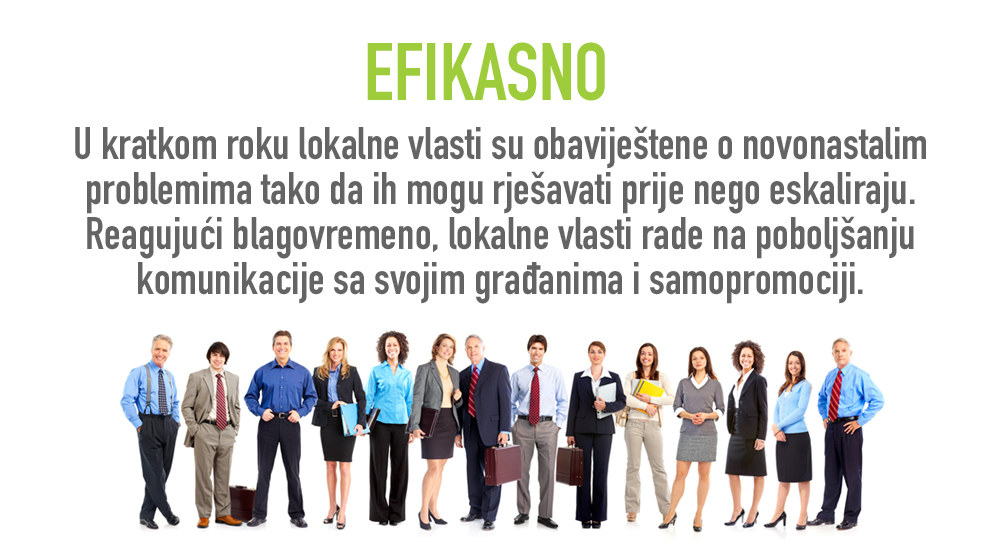 EFIKASNO
U kratkom roku lokalne vlasti su obaviještene o novonastalim
problemima tako da ih mogu rješavati prije nego eskaliraju.
Reagujući blagovremeno, lokalne vlasti rade na poboljšanju
komunikacije sa svojim građanima i samopromociji.